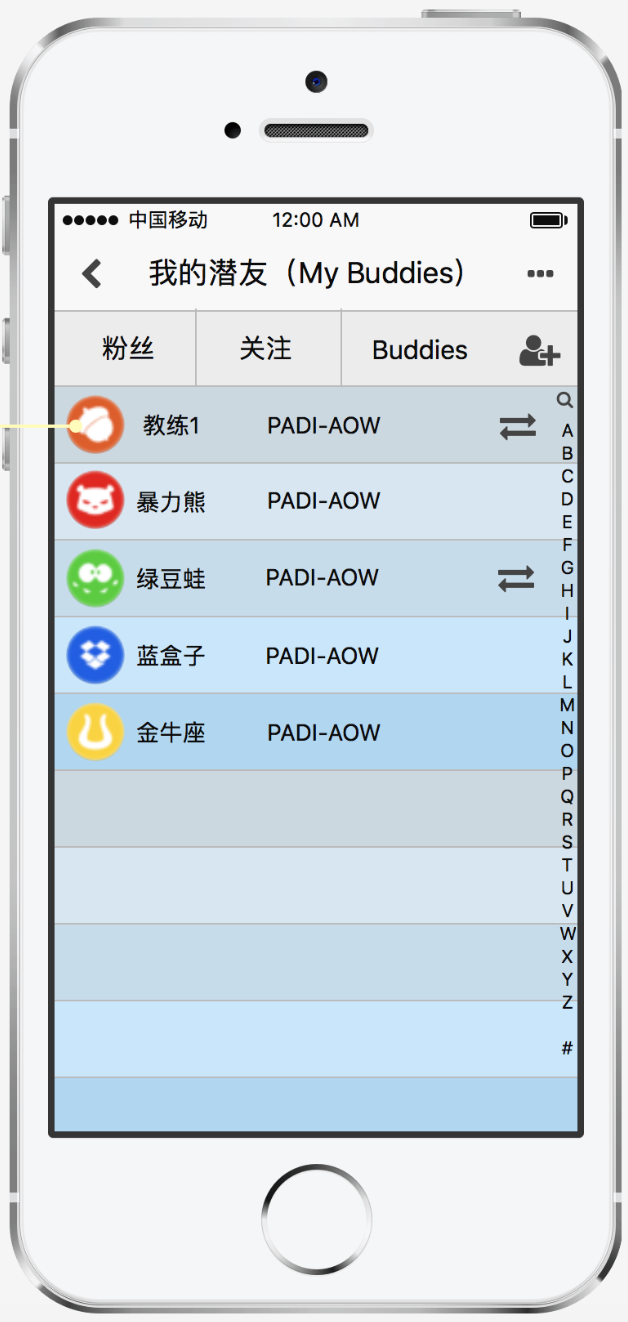 中国移动 12:00 AM
我的潜友（My Buddies）
粉丝 关注 Buddies
教练1 PADI-AOW
暴力熊 PADI-AOW
绿豆蛙 PADI-AOW
蓝盒子 PADI-AOW
金牛座 PADI-AOW
A
B
C
D
E
F
G
H
I
J
K
L
M
N
O
P
Q
R
S
T
U
V
W
X
Y
Z
#